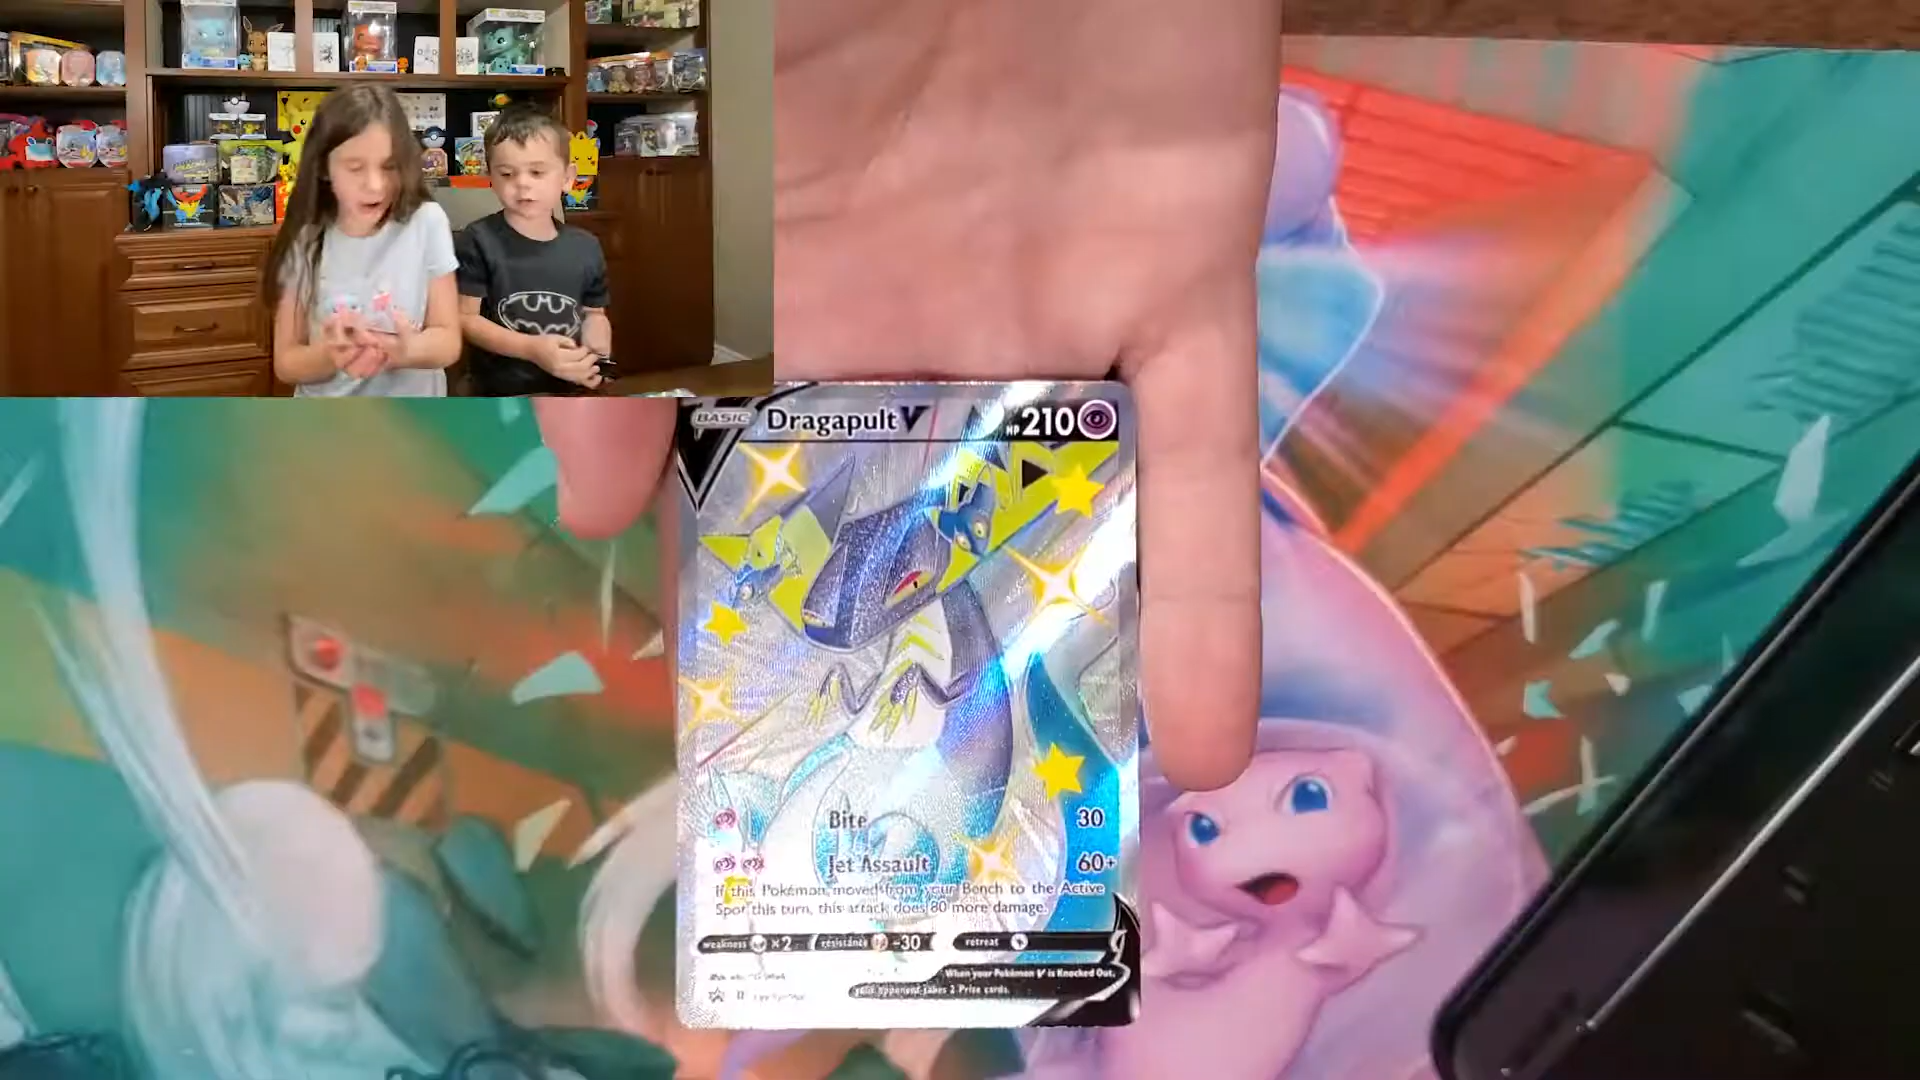 BASIC Dragapult V HP 210
Bite 30
Jet Assault 60+
If this Pokémon moved from your Bench to the Active
Spot this turn, this attack does 80 more damage.
weakness ×2 resistance -30 retreat
When your Pokémon V is Knocked Out,
your opponent takes 2 Prize cards.